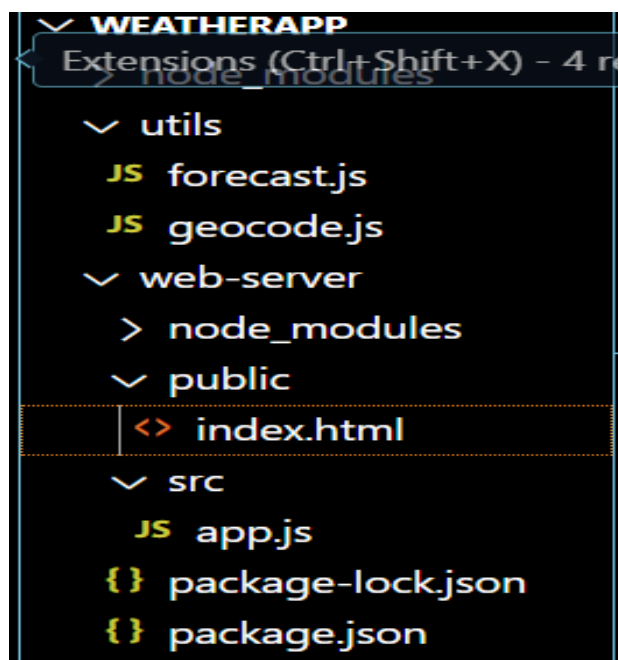 WEATHERAPP
Extensions (Ctrl+Shift+X) - 4 r
node_modules
utils
JS forecast.js
JS geocode.js
web-server
node_modules
public
<> index.html
src
JS app.js
{} package-lock.json
{} package.json